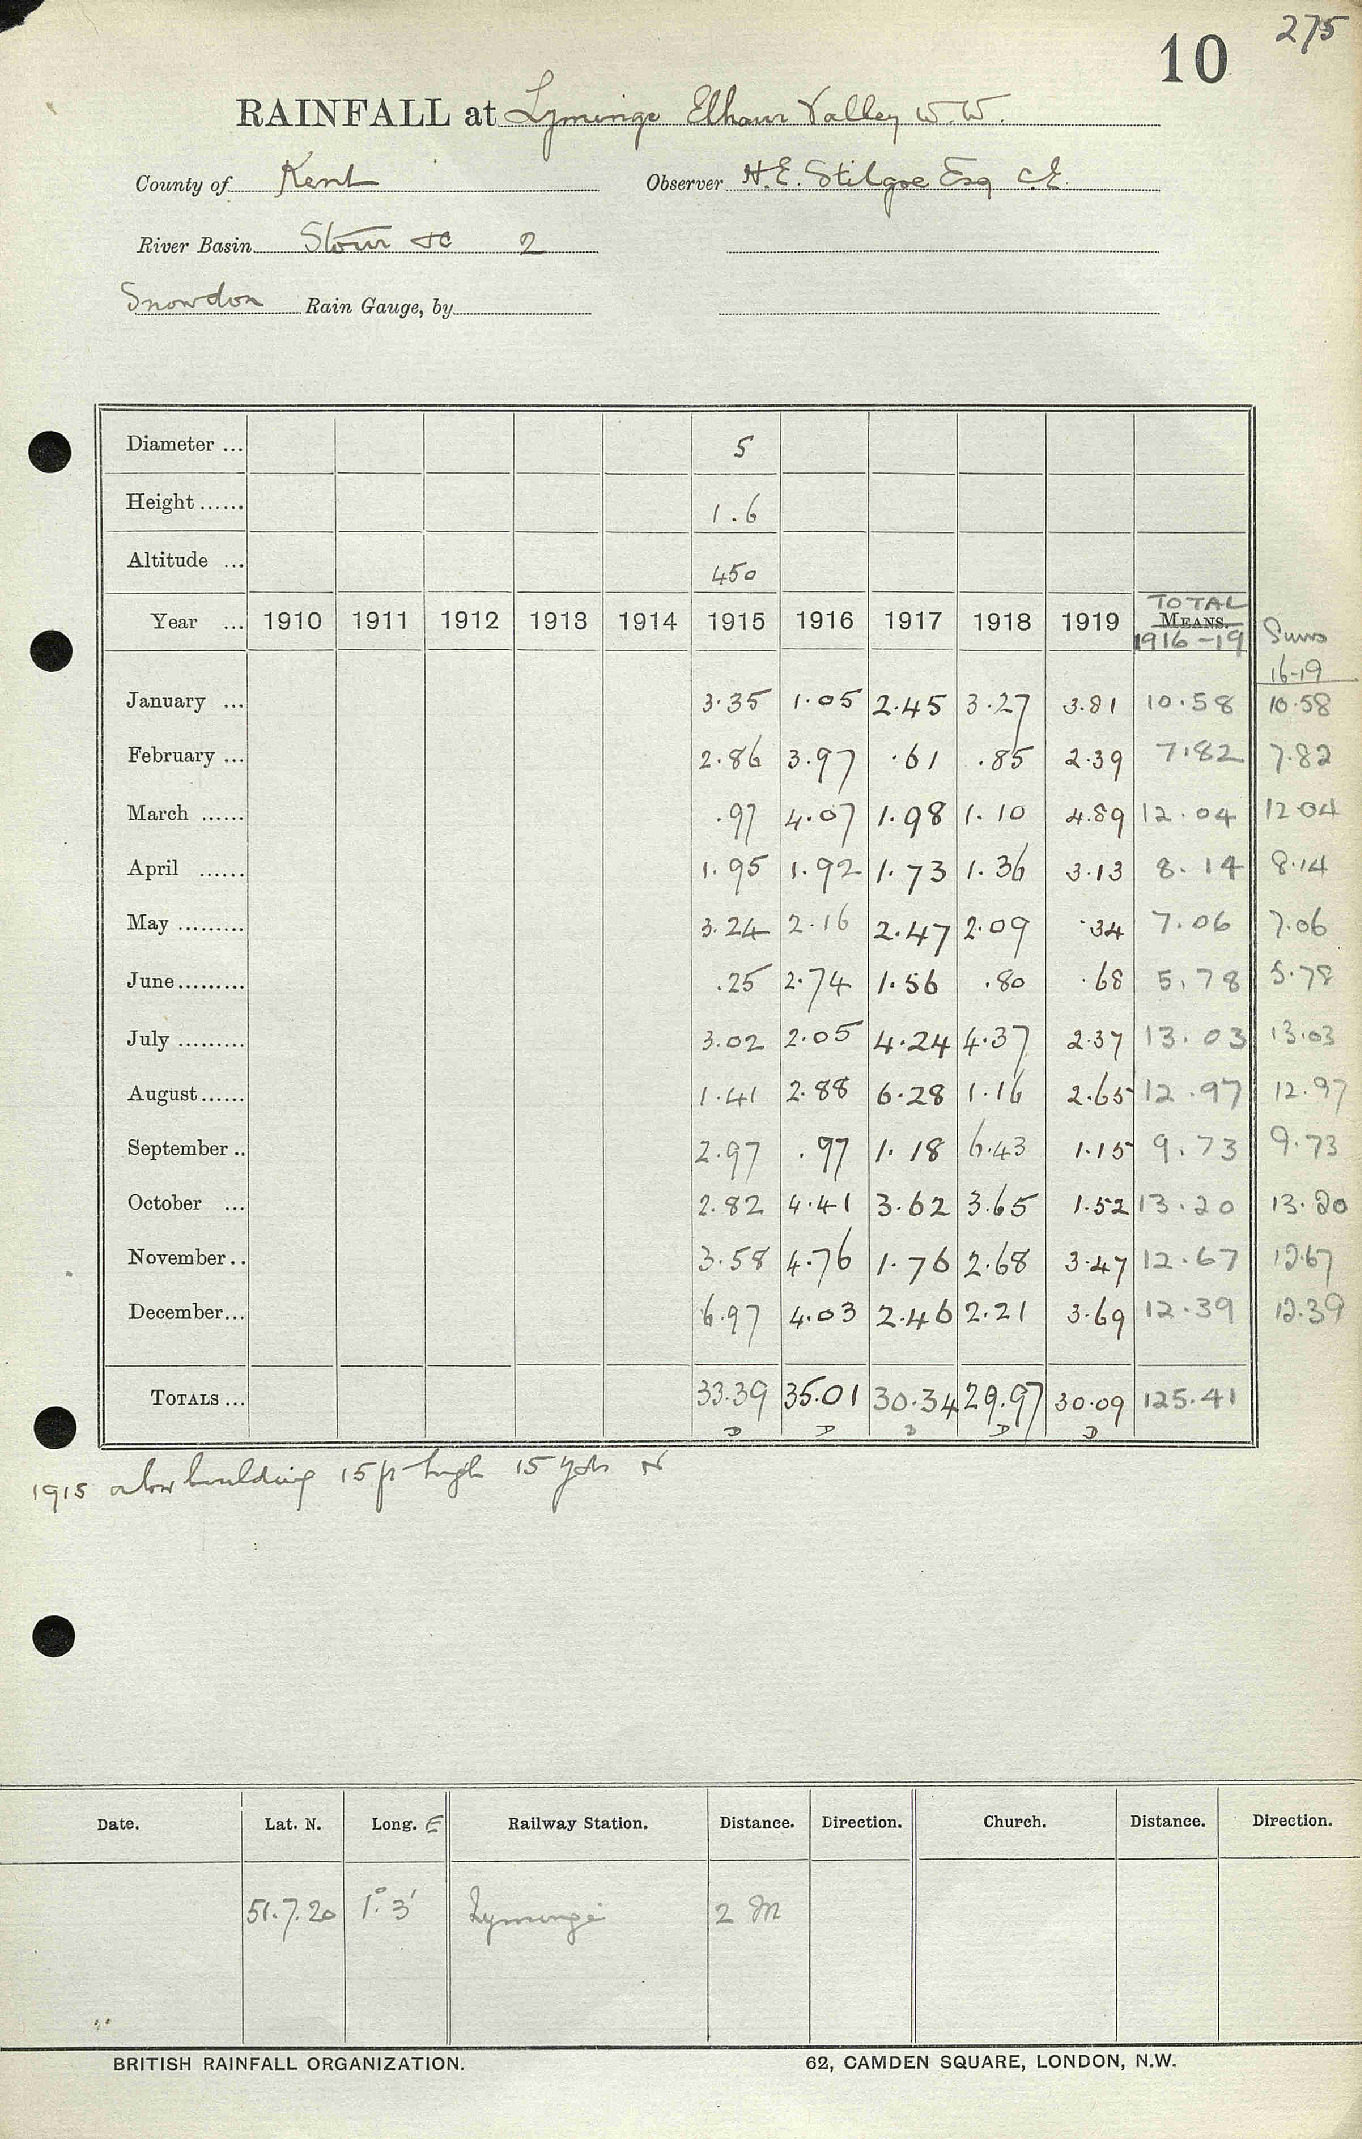 275
10
RAINFALL at Lyminge Elham Valley W.W.
County of Kent Observer H.E. Stilgoe Esq C.E.
River Basin Stour &c 2
Snowdon Rain Gauge, by
Diameter ... 5
Height ...... 1.6
Altitude ... 450
Year ... 1910 1911 1912 1913 1914 1915 1916 1917 1918 1919 TOTAL MEANS. 1916-19 Sums 16-19
January ... 3.35 1.05 2.45 3.27 3.81 10.58 10.58
February ... 2.86 3.97 .61 .85 2.39 7.82 7.82
March ...... .97 4.07 1.98 1.10 4.89 12.04 12.04
April ...... 1.95 1.92 1.73 1.36 3.13 8.14 8.14
May ......... 3.24 2.16 2.47 2.09 .34 7.06 7.06
June ......... .25 2.74 1.56 .80 .68 5.78 5.78
July ......... 3.02 2.05 4.24 4.37 2.37 13.03 13.03
August ...... 1.41 2.88 6.28 1.16 2.65 12.97 12.97
September .. 2.97 .97 1.18 6.43 1.15 9.73 9.73
October ... 2.82 4.41 3.62 3.65 1.52 13.20 13.20
November .. 3.58 4.76 1.76 2.68 3.47 12.67 12.67
December ... 6.97 4.03 2.46 2.21 3.69 12.39 12.39
TOTALS ... 33.39 35.01 30.34 29.97 30.09 125.41
D D D D D
1915 a low building 15 ft high 15 yds N
Date. Lat. N. Long. E Railway Station. Distance. Direction. Church. Distance. Direction.
51.7.20 1° 3' Lyminge 2 M
BRITISH RAINFALL ORGANIZATION. 62, CAMDEN SQUARE, LONDON, N.W.